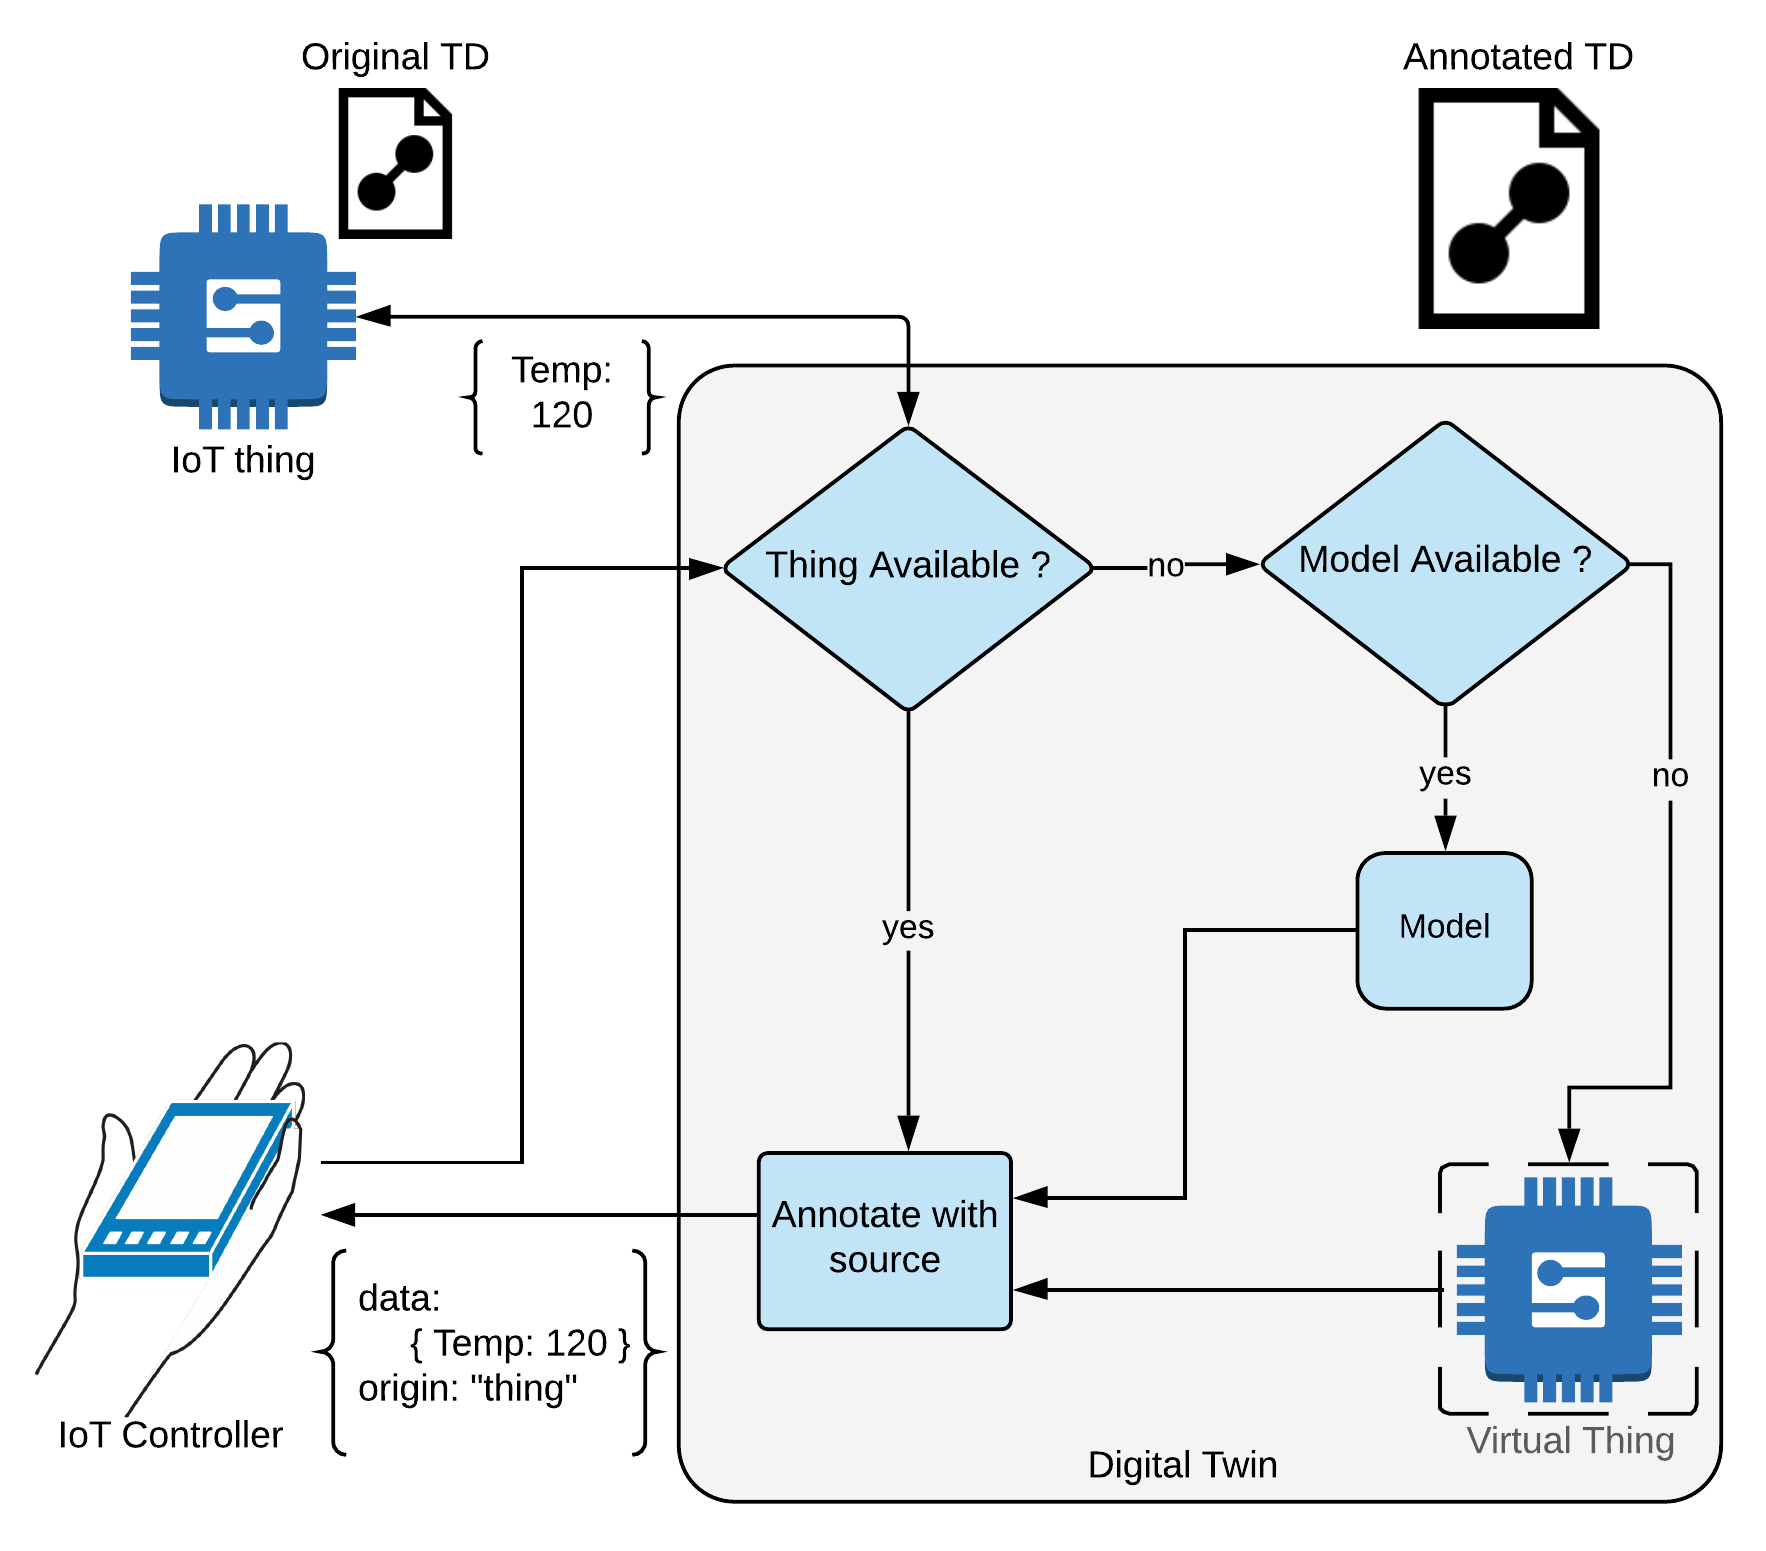 Original TD
Annotated TD
Temp:
120
IoT thing
Thing Available ?
no
Model Available ?
yes
no
yes
Model
Annotate with
source
data:
{ Temp: 120 }
origin: "thing"
IoT Controller
Virtual Thing
Digital Twin